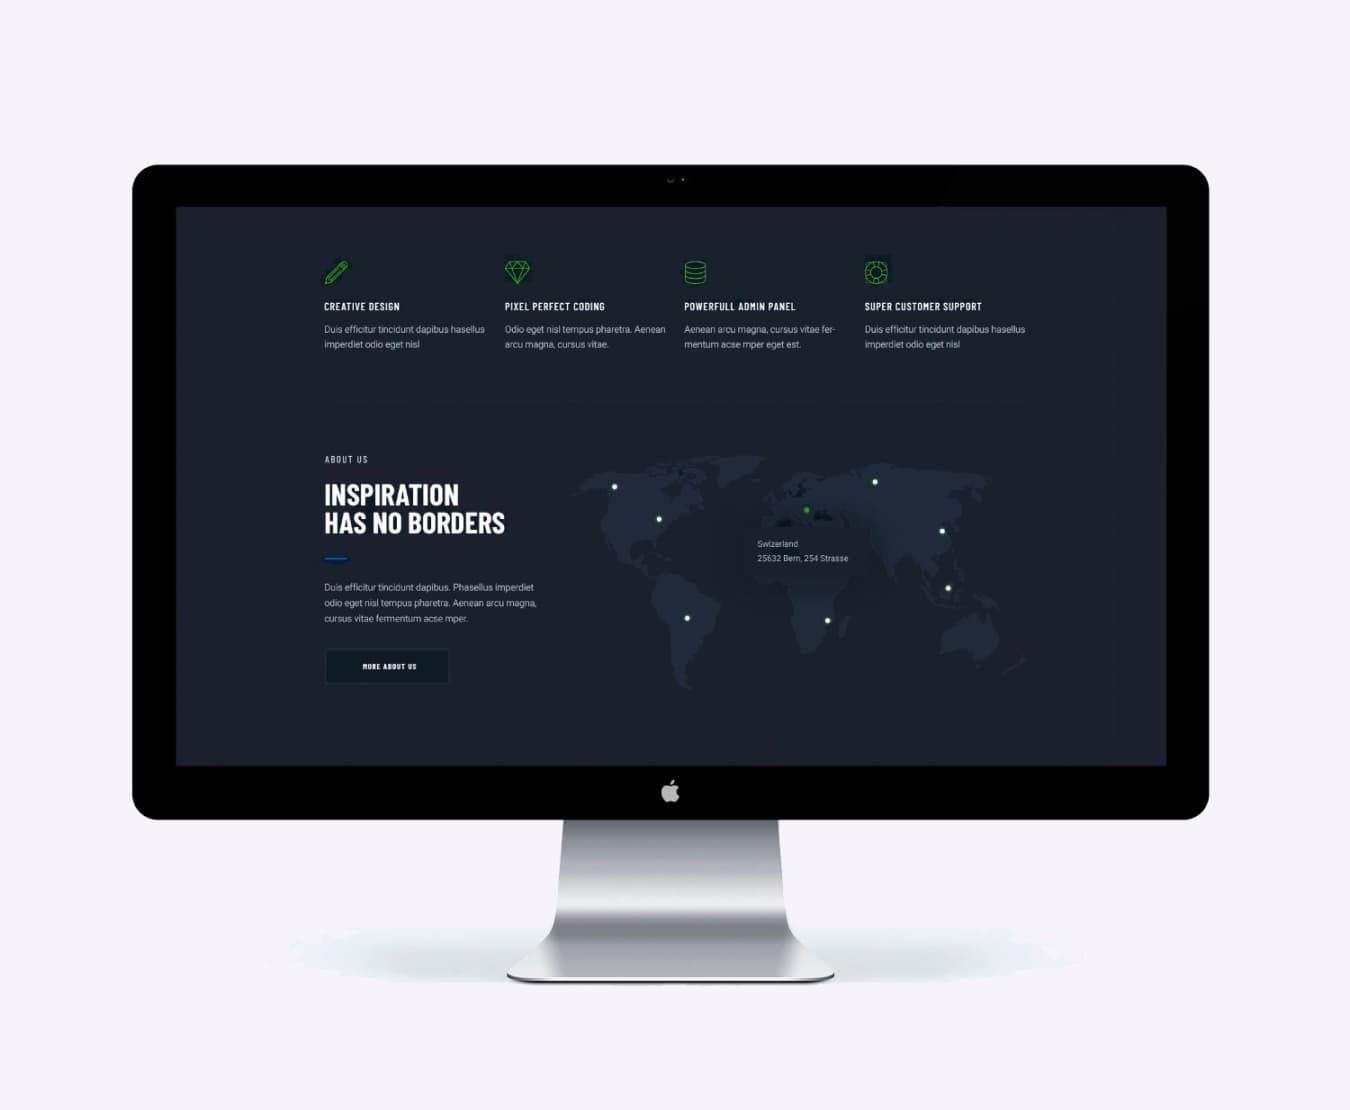 CREATIVE DESIGN
Duis efficitur tincidunt dapibus hasellus
imperdiet odio eget nisl
PIXEL PERFECT CODING
Odio eget nisl tempus pharetra. Aenean
arcu magna, cursus vitae.
POWERFULL ADMIN PANEL
Aenean arcu magna, cursus vitae fer-
mentum acse mper eget est.
SUPER CUSTOMER SUPPORT
Duis efficitur tincidunt dapibus hasellus
imperdiet odio eget nisl
ABOUT US
INSPIRATION
HAS NO BORDERS
Duis efficitur tincidunt dapibus. Phasellus imperdiet
odio eget nisl tempus pharetra. Aenean arcu magna,
cursus vitae fermentum acse mper.
MORE ABOUT US
Swizerland
25632 Bern, 254 Strasse